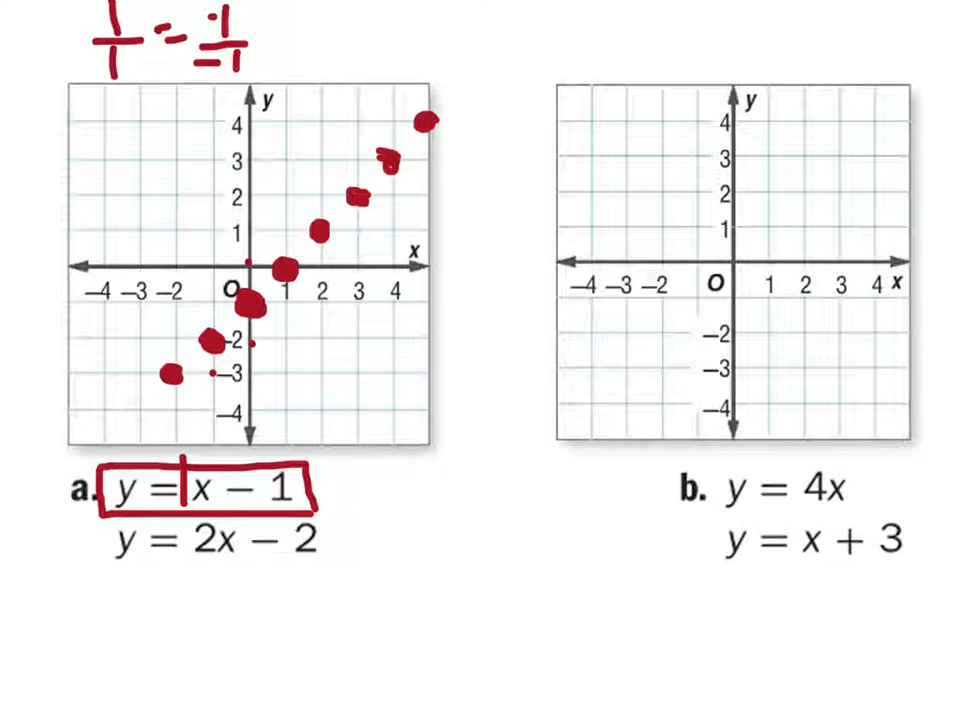 1/1 = -1/-1
y
4
3
2
1
x
–4 –3 –2 O 1 2 3 4
–2
–3
–4
y
4
3
2
1
–4 –3 –2 O 1 2 3 4 x
–2
–3
–4
a. y = 1x – 1
y = 2x – 2
b. y = 4x
y = x + 3